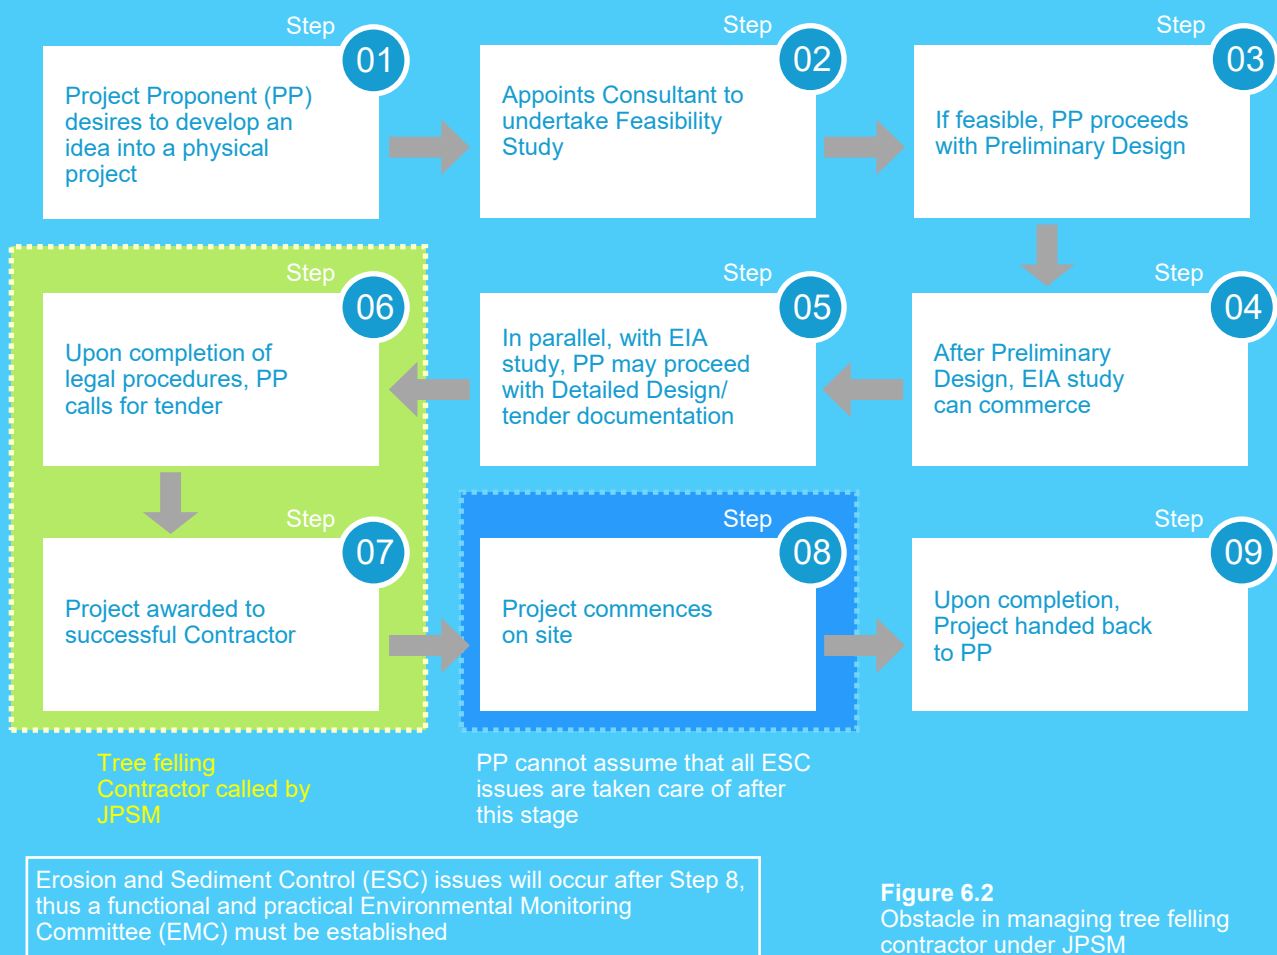 Step
01
Project Proponent (PP)
desires to develop an
idea into a physical
project
Step
02
Appoints Consultant to
undertake Feasibility
Study
Step
03
If feasible, PP proceeds
with Preliminary Design
Step
04
After Preliminary
Design, EIA study
can commerce
Step
05
In parallel, with EIA
study, PP may proceed
with Detailed Design/
tender documentation
Step
06
Upon completion of
legal procedures, PP
calls for tender
Step
07
Project awarded to
successful Contractor
Step
08
Project commences
on site
Step
09
Upon completion,
Project handed back
to PP
Tree felling
Contractor called by
JPSM
PP cannot assume that all ESC
issues are taken care of after
this stage
Erosion and Sediment Control (ESC) issues will occur after Step 8,
thus a functional and practical Environmental Monitoring
Committee (EMC) must be established
Figure 6.2
Obstacle in managing tree felling
contractor under JPSM